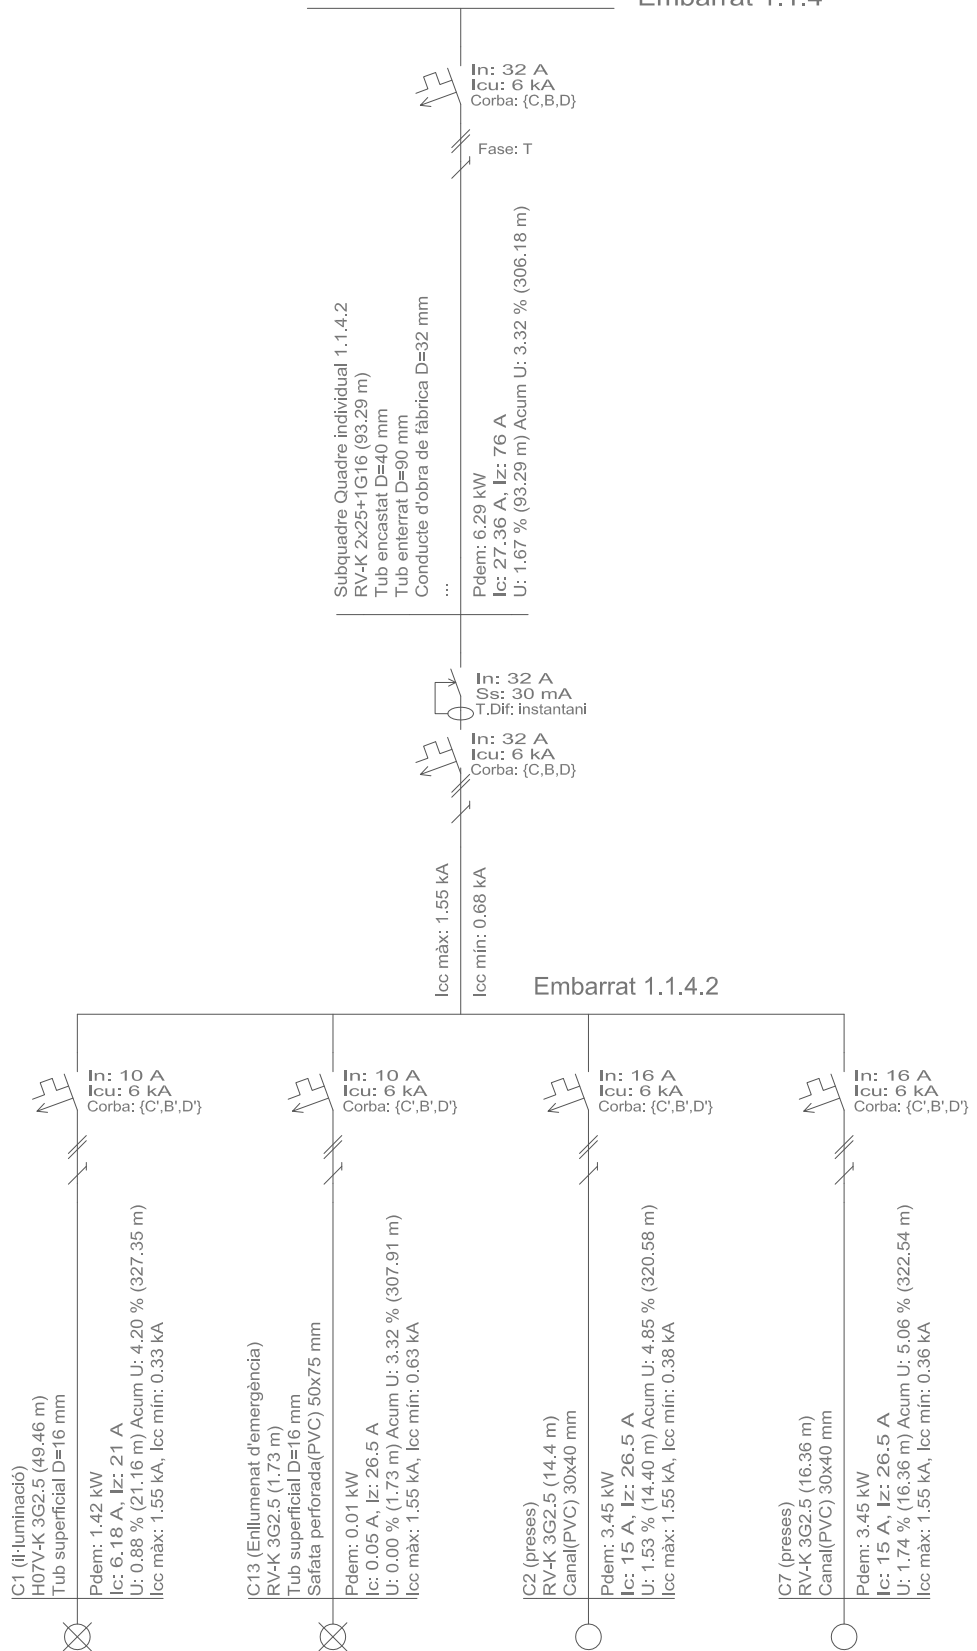 Embarrat 1.1.4
In: 32 A
Icu: 6 kA
Corba: {C,B,D}
Fase: T
Subquadre Quadre individual 1.1.4.2
RV-K 2x25+1G16 (93.29 m)
Tub encastat D=40 mm
Tub enterrat D=90 mm
Conducte d'obra de fàbrica D=32 mm
...
Pdem: 6.29 kW
Ic: 27.36 A, Iz: 76 A
U: 1.67 % (93.29 m) Acum U: 3.32 % (306.18 m)
In: 32 A
Ss: 30 mA
T.Dif: instantani
In: 32 A
Icu: 6 kA
Corba: {C,B,D}
Icc màx: 1.55 kA
Icc mín: 0.68 kA
Embarrat 1.1.4.2
In: 10 A
Icu: 6 kA
Corba: {C',B',D'}
C1 (il·luminació)
H07V-K 3G2.5 (49.46 m)
Tub superficial D=16 mm
Pdem: 1.42 kW
Ic: 6.18 A, Iz: 21 A
U: 0.88 % (21.16 m) Acum U: 4.20 % (327.35 m)
Icc màx: 1.55 kA, Icc mín: 0.33 kA
In: 10 A
Icu: 6 kA
Corba: {C',B',D'}
C13 (Enllumenat d'emergència)
RV-K 3G2.5 (1.73 m)
Tub superficial D=16 mm
Safata perforada(PVC) 50x75 mm
Pdem: 0.01 kW
Ic: 0.05 A, Iz: 26.5 A
U: 0.00 % (1.73 m) Acum U: 3.32 % (307.91 m)
Icc màx: 1.55 kA, Icc mín: 0.63 kA
In: 16 A
Icu: 6 kA
Corba: {C',B',D'}
C2 (preses)
RV-K 3G2.5 (14.4 m)
Canal(PVC) 30x40 mm
Pdem: 3.45 kW
Ic: 15 A, Iz: 26.5 A
U: 1.53 % (14.40 m) Acum U: 4.85 % (320.58 m)
Icc màx: 1.55 kA, Icc mín: 0.38 kA
In: 16 A
Icu: 6 kA
Corba: {C',B',D'}
C7 (preses)
RV-K 3G2.5 (16.36 m)
Canal(PVC) 30x40 mm
Pdem: 3.45 kW
Ic: 15 A, Iz: 26.5 A
U: 1.74 % (16.36 m) Acum U: 5.06 % (322.54 m)
Icc màx: 1.55 kA, Icc mín: 0.36 kA